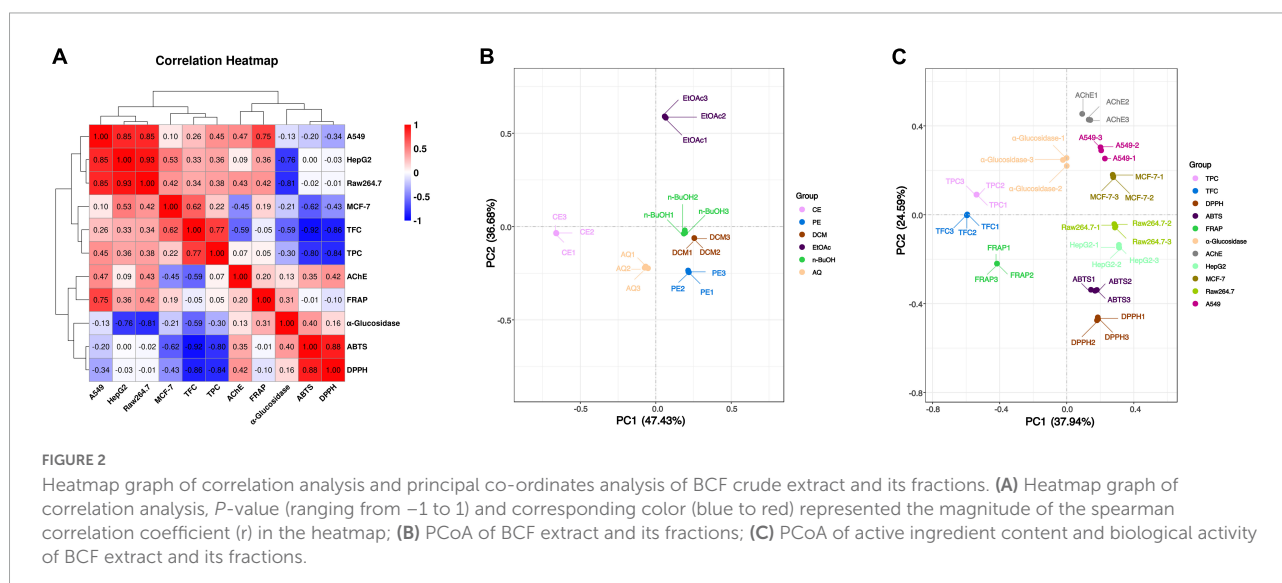 A
Correlation Heatmap
1
0.5
0
-0.5
-1
1.00 0.85 0.85 0.10 0.26 0.45 0.47 0.75 -0.13 -0.20 -0.34 A549
0.85 1.00 0.93 0.53 0.33 0.36 0.09 0.36 -0.76 0.00 -0.03 HepG2
0.85 0.93 1.00 0.42 0.34 0.38 0.43 0.42 -0.81 -0.02 -0.01 Raw264.7
0.10 0.53 0.42 1.00 0.62 0.22 -0.45 0.19 -0.21 -0.62 -0.43 MCF-7
0.26 0.33 0.34 0.62 1.00 0.77 -0.59 -0.05 -0.59 -0.92 -0.86 TFC
0.45 0.36 0.38 0.22 0.77 1.00 0.07 0.05 -0.30 -0.80 -0.84 TPC
0.47 0.09 0.43 -0.45 -0.59 0.07 1.00 0.20 0.13 0.35 0.42 AChE
0.75 0.36 0.42 0.19 -0.05 0.05 0.20 1.00 0.31 -0.01 -0.10 FRAP
-0.13 -0.76 -0.81 -0.21 -0.59 -0.30 0.13 0.31 1.00 0.40 0.16 α-Glucosidase
-0.20 0.00 -0.02 -0.62 -0.92 -0.80 0.35 -0.01 0.40 1.00 0.88 ABTS
-0.34 -0.03 -0.01 -0.43 -0.86 -0.84 0.42 -0.10 0.16 0.88 1.00 DPPH
A549 HepG2 Raw264.7 MCF-7 TFC TPC AChE FRAP α-Glucosidase ABTS DPPH
B
PC2 (36.68%)
0.5
0.0
-0.5
EtOAc3
EtOAc2
EtOAc1
n-BuOH2
n-BuOH1 n-BuOH3
CE3
CE2
CE1
DCM3
DCM1 DCM2
AQ1
AQ2
AQ3
PE3
PE2 PE1
-0.5 0.0 0.5
PC1 (47.43%)
Group
CE
PE
DCM
EtOAc
n-BuOH
AQ
C
PC2 (24.59%)
0.4
0.0
-0.4
-0.8
AChE1
AChE2
AChE3
α-Glucosidase-1
α-Glucosidase-3
α-Glucosidase-2
A549-3
A549-2
A549-1
MCF-7-1
MCF-7-3 MCF-7-2
TPC3 TPC2
TPC1
TFC3 TFC2 TFC1
Raw264.7-1 Raw264.7-2
Raw264.7-3
HepG2-1
HepG2-2 HepG2-3
FRAP1
FRAP3 FRAP2
ABTS1 ABTS2
ABTS3
DPPH1
DPPH2 DPPH3
-0.8 -0.4 0.0 0.4
PC1 (37.94%)
Group
TPC
TFC
DPPH
ABTS
FRAP
α-Glucosidase
AChE
HepG2
MCF-7
Raw264.7
A549
FIGURE 2
Heatmap graph of correlation analysis and principal co-ordinates analysis of BCF crude extract and its fractions. (A) Heatmap graph of
correlation analysis, P-value (ranging from −1 to 1) and corresponding color (blue to red) represented the magnitude of the spearman
correlation coefficient (r) in the heatmap; (B) PCoA of BCF extract and its fractions; (C) PCoA of active ingredient content and biological activity
of BCF extract and its fractions.